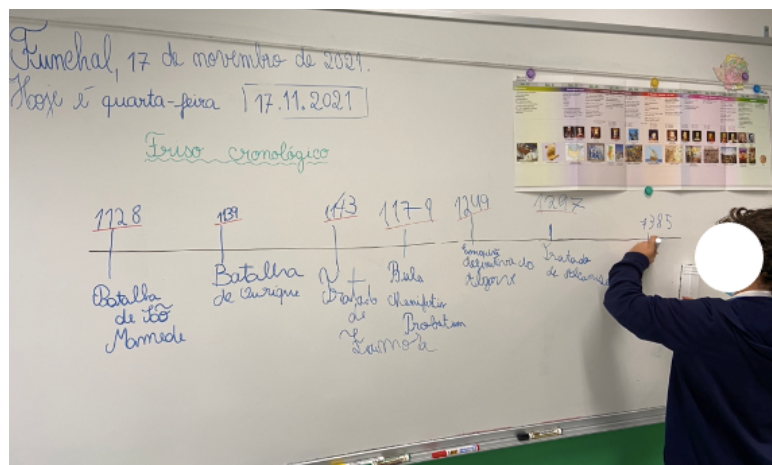 Funchal, 17 de novembro de 2021.
Hoje é quarta-feira 17.11.2021
Friso cronológico
1128 1139 1143 1179 1249 1297 1385
Batalha
de São
Mamede
Batalha
de Ourique
Tratado
de
Zamora
Bula
Manifestis
Probatum
Conquista
definitiva do
Algarve
Tratado
de Alcanises